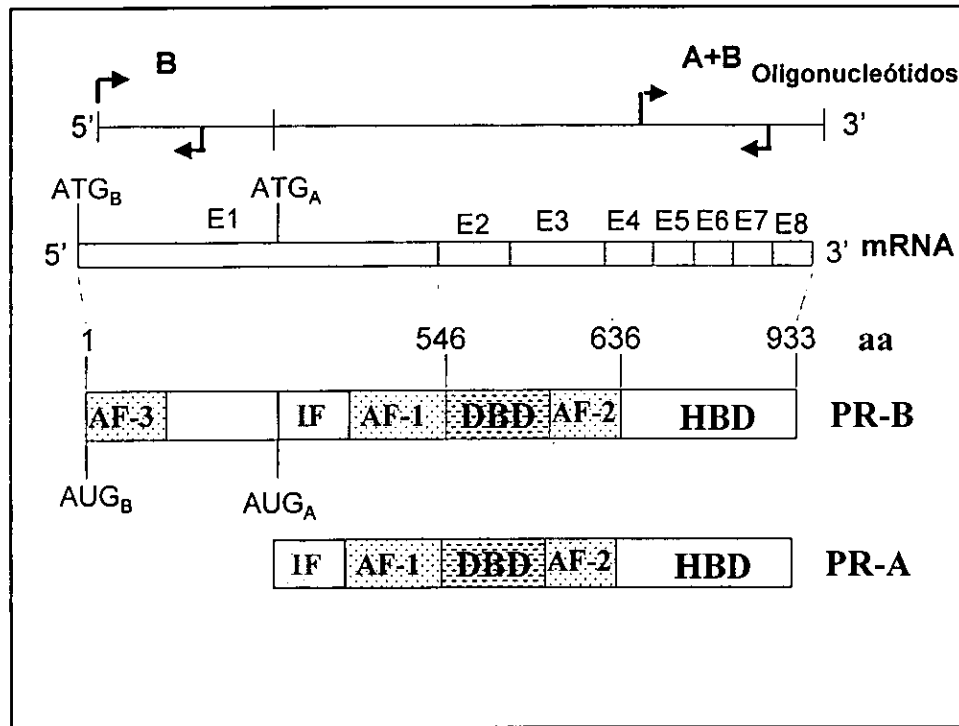 B A+B Oligonucleótidos
5' 3'
ATG_B ATG_A
E1 E2 E3 E4 E5 E6 E7 E8
5' 3' mRNA
1 546 636 933 aa
AF-3 IF AF-1 DBD AF-2 HBD PR-B
AUG_B AUG_A
IF AF-1 DBD AF-2 HBD PR-A